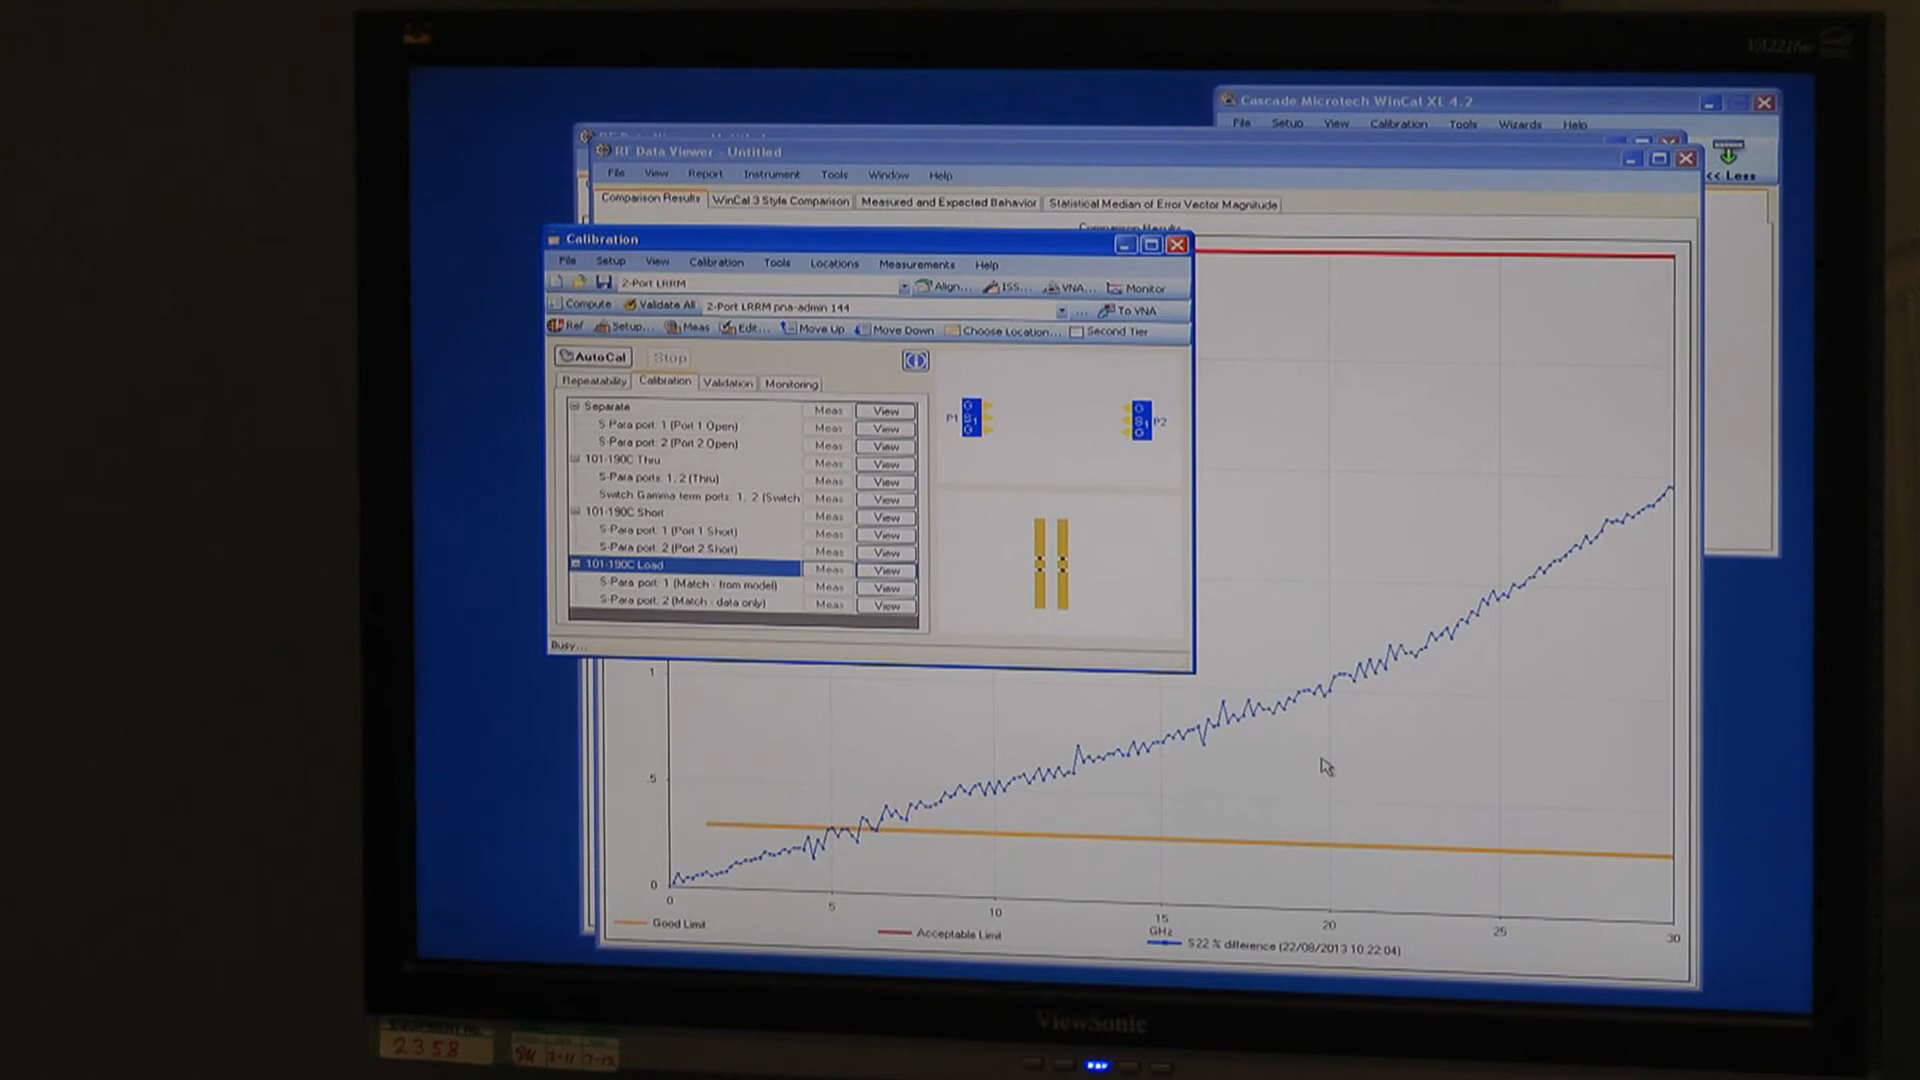 VA2216w
Cascade Microtech WinCal XE 4.2
File Setup View Calibration Tools Wizards Help
<< Less
RF Data Viewer - Untitled
File View Report Instrument Tools Window Help
Comparison Results WinCal 3 Style Comparison Measured and Expected Behavior Statistical Median of Error Vector Magnitude
Comparison Results
Calibration
File Setup View Calibration Tools Locations Measurements Help
2-Port LRRM Align... ISS... VNA... Monitor
Compute Validate All 2-Port LRRM pna-admin 144 ... To VNA
Ref Setup... Meas Edit... Move Up Move Down Choose Location... Second Tier
AutoCal Stop
Repeatability Calibration Validation Monitoring
Separate Meas View
S-Para port: 1 (Port 1 Open) Meas View
S-Para port: 2 (Port 2 Open) Meas View
101-190C Thru Meas View
S-Para ports: 1, 2 (Thru) Meas View
Switch Gamma term ports: 1, 2 (Switch Meas View
101-190C Short Meas View
S-Para port: 1 (Port 1 Short) Meas View
S-Para port: 2 (Port 2 Short) Meas View
101-190C Load Meas View
S-Para port: 1 (Match - from model) Meas View
S-Para port: 2 (Match - data only) Meas View
P1 G S1 G
G S1 G P2
Busy...
1
.5
0
0 5 10 15 20 25 30
GHz
Good Limit Acceptable Limit S22 % difference (22/08/2013 10:22:04)
ViewSonic
2358